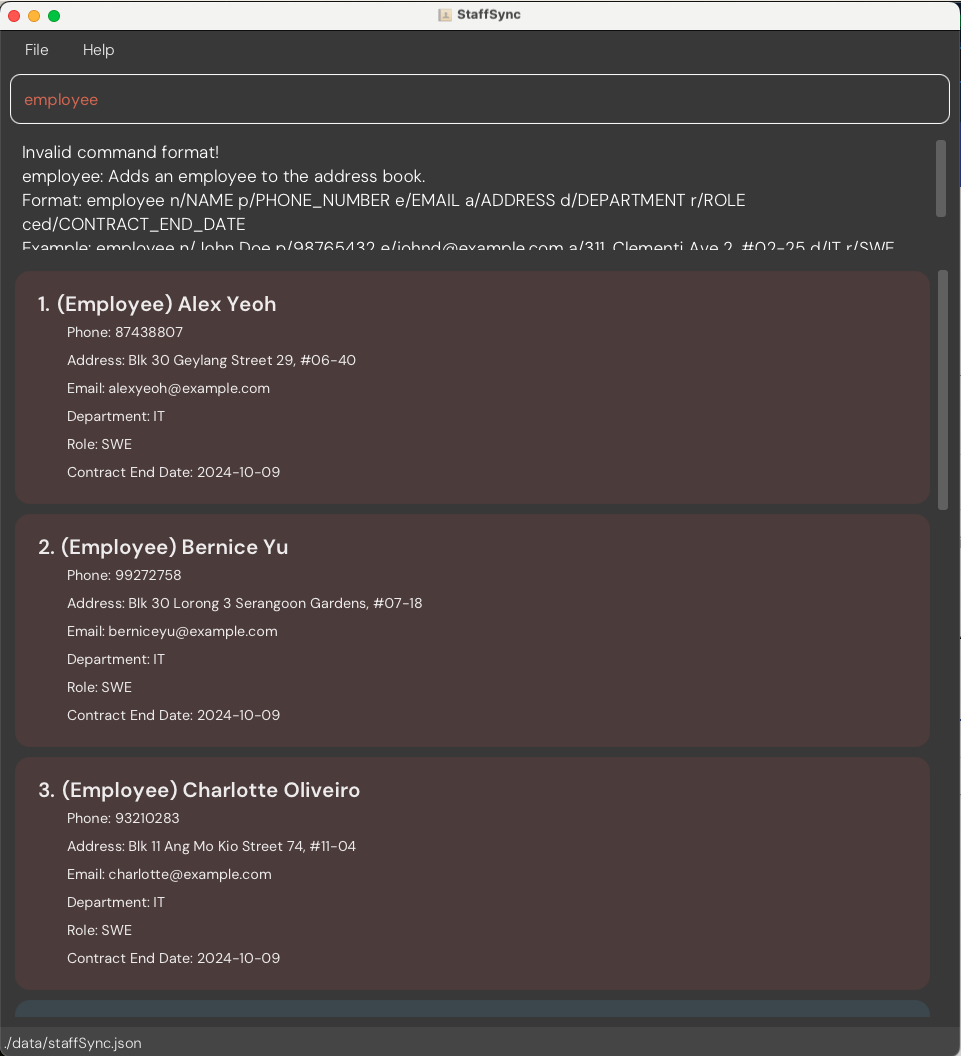 StaffSync
File Help
employee
Invalid command format!
employee: Adds an employee to the address book.
Format: employee n/NAME p/PHONE_NUMBER e/EMAIL a/ADDRESS d/DEPARTMENT r/ROLE
ced/CONTRACT_END_DATE
Example: employee n/John Doe p/98765432 e/johnd@example.com a/311, Clementi Ave 2, #02-25 d/IT r/SWE
1. (Employee) Alex Yeoh
Phone: 87438807
Address: Blk 30 Geylang Street 29, #06-40
Email: alexyeoh@example.com
Department: IT
Role: SWE
Contract End Date: 2024-10-09
2. (Employee) Bernice Yu
Phone: 99272758
Address: Blk 30 Lorong 3 Serangoon Gardens, #07-18
Email: berniceyu@example.com
Department: IT
Role: SWE
Contract End Date: 2024-10-09
3. (Employee) Charlotte Oliveiro
Phone: 93210283
Address: Blk 11 Ang Mo Kio Street 74, #11-04
Email: charlotte@example.com
Department: IT
Role: SWE
Contract End Date: 2024-10-09
./data/staffSync.json